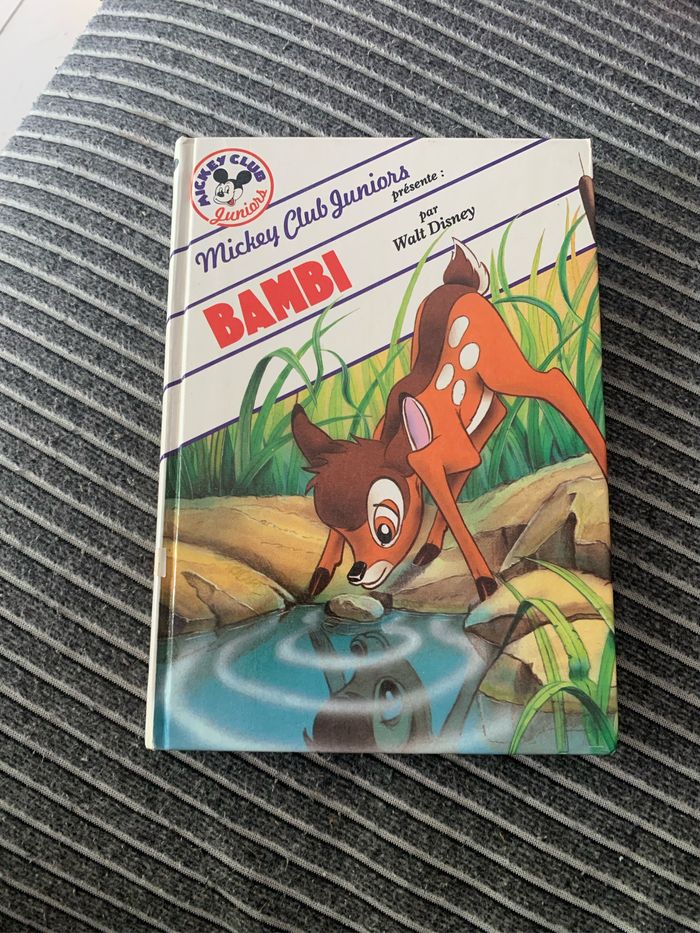 MICKEY CLUB
Juniors
Mickey Club Juniors
présente :
BAMBI
par
Walt Disney